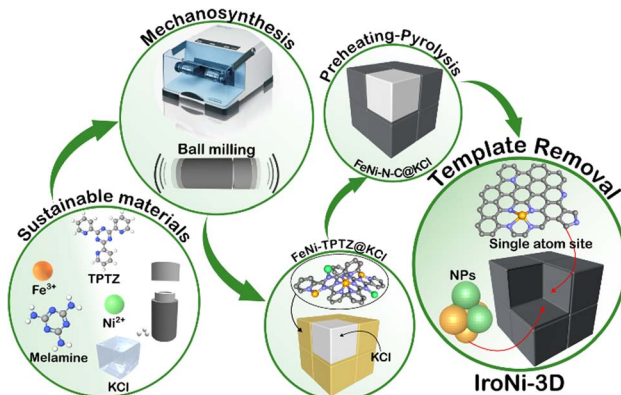 Mechanosynthesis
Ball milling
Preheating-Pyrolysis
FeNi-N-C@KCl
Template Removal
Single atom site
NPs
IroNi-3D
Sustainable materials
TPTZ
Fe3+
Ni2+
Melamine
KCl
FeNi-TPTZ@KCl
KCl